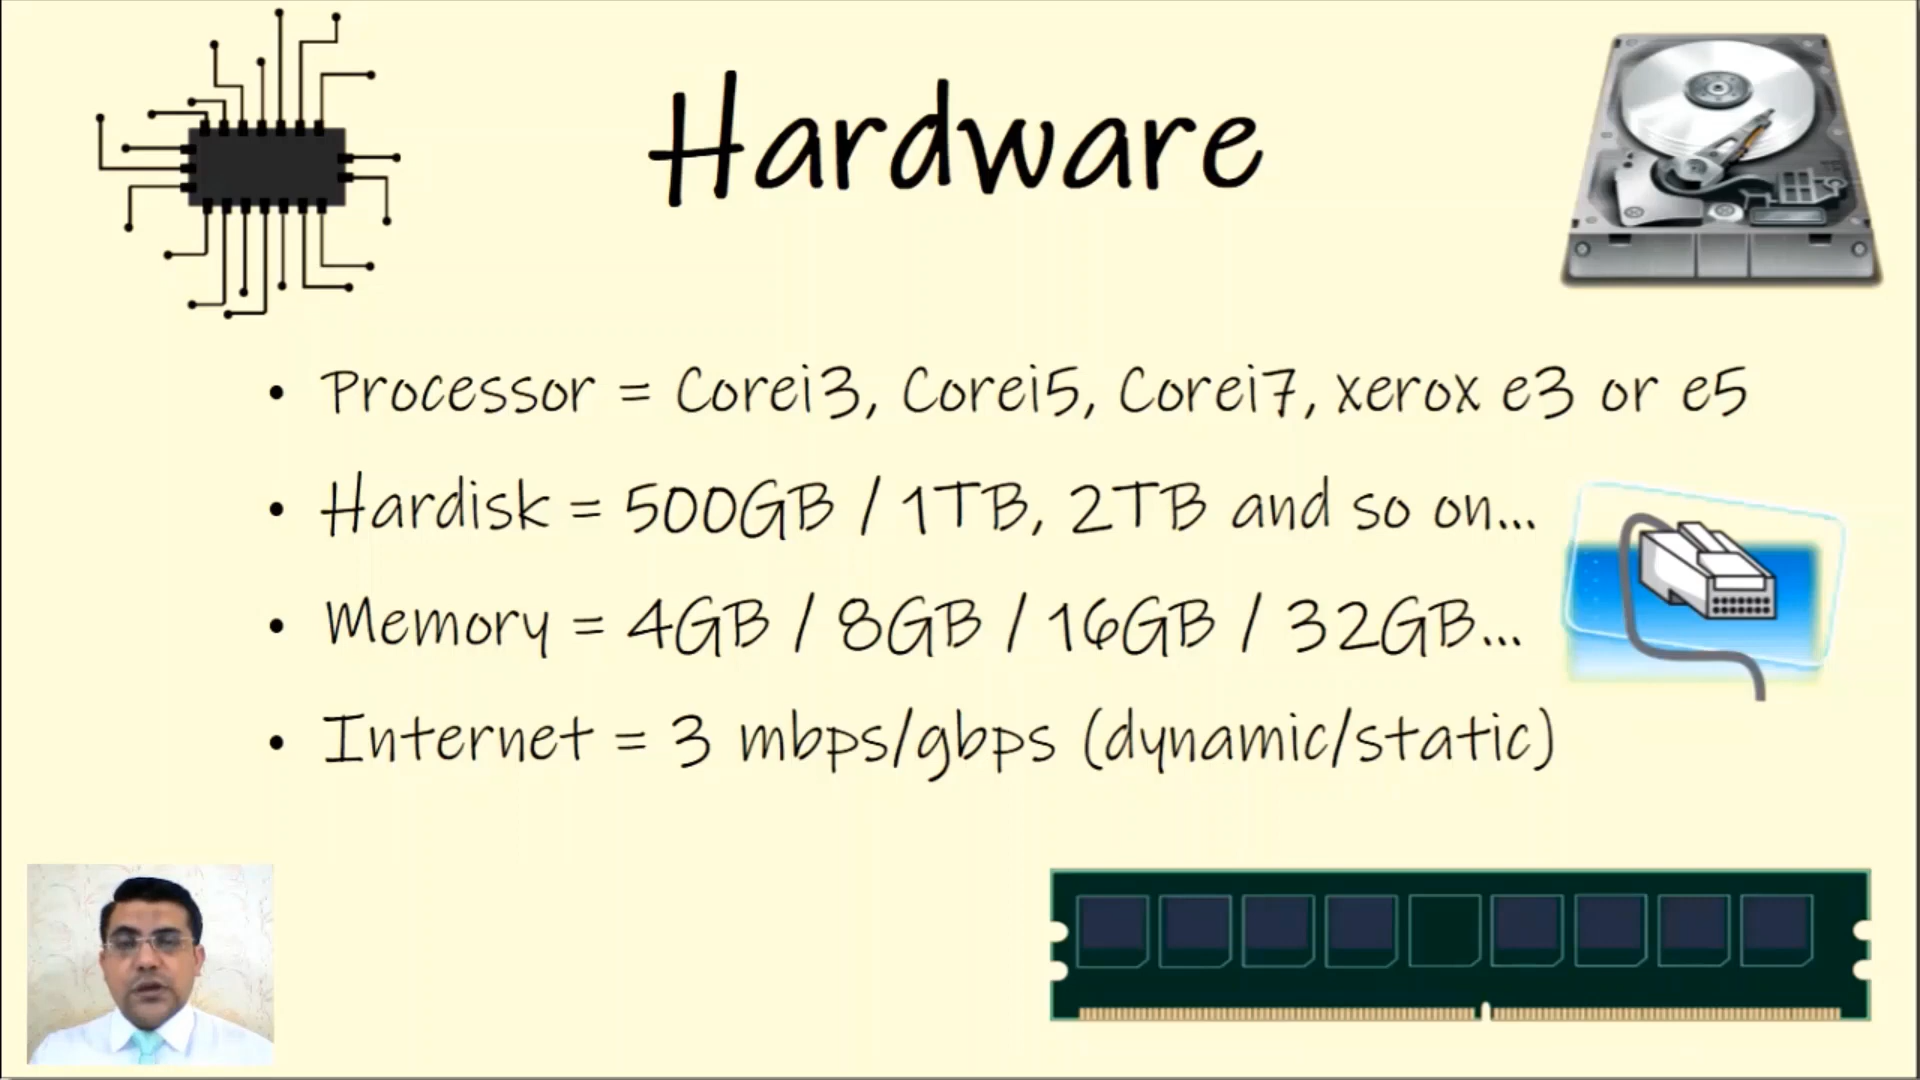 Hardware
• Processor = Corei3, Corei5, Corei7, xerox e3 or e5
• Hardisk = 500GB / 1TB, 2TB and so on...
• Memory = 4GB / 8GB / 16GB / 32GB...
• Internet = 3 mbps/gbps (dynamic/static)